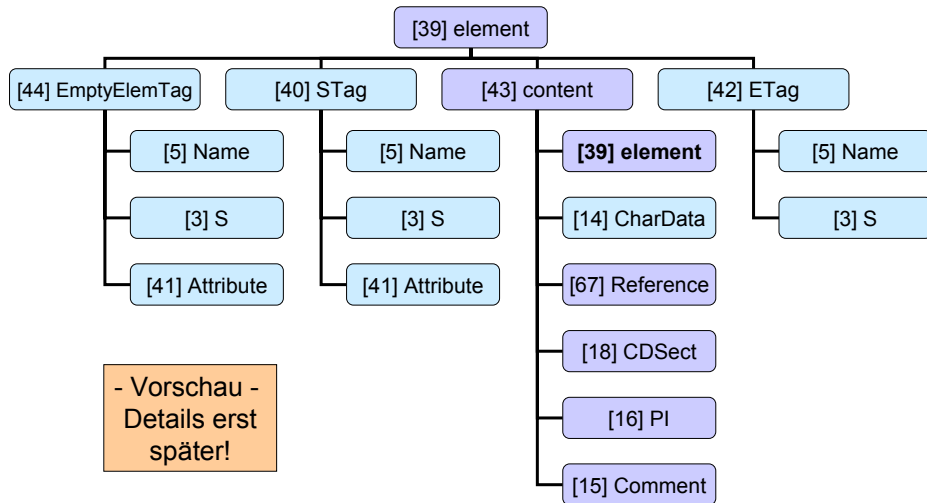 [39] element
[44] EmptyElemTag
[40] STag
[43] content
[42] ETag
[5] Name
[5] Name
[39] element
[5] Name
[3] S
[3] S
[14] CharData
[3] S
[41] Attribute
[41] Attribute
[67] Reference
[18] CDSect
[16] PI
[15] Comment
- Vorschau -
Details erst
später!